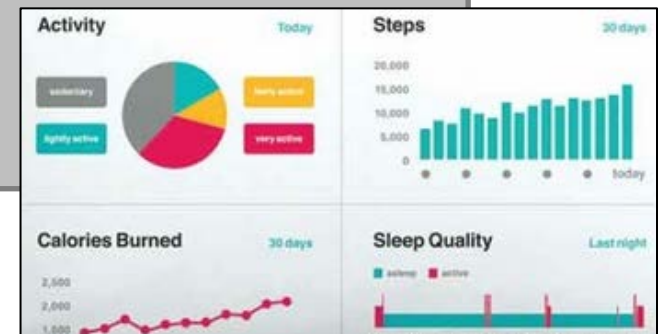 Activity Today
sedentary
fairly active
lightly active
very active
Steps 30 days
20,000
15,000
10,000
5,000
0
today
Calories Burned 30 days
2,500
2,000
1,500
Sleep Quality Last night
asleep active